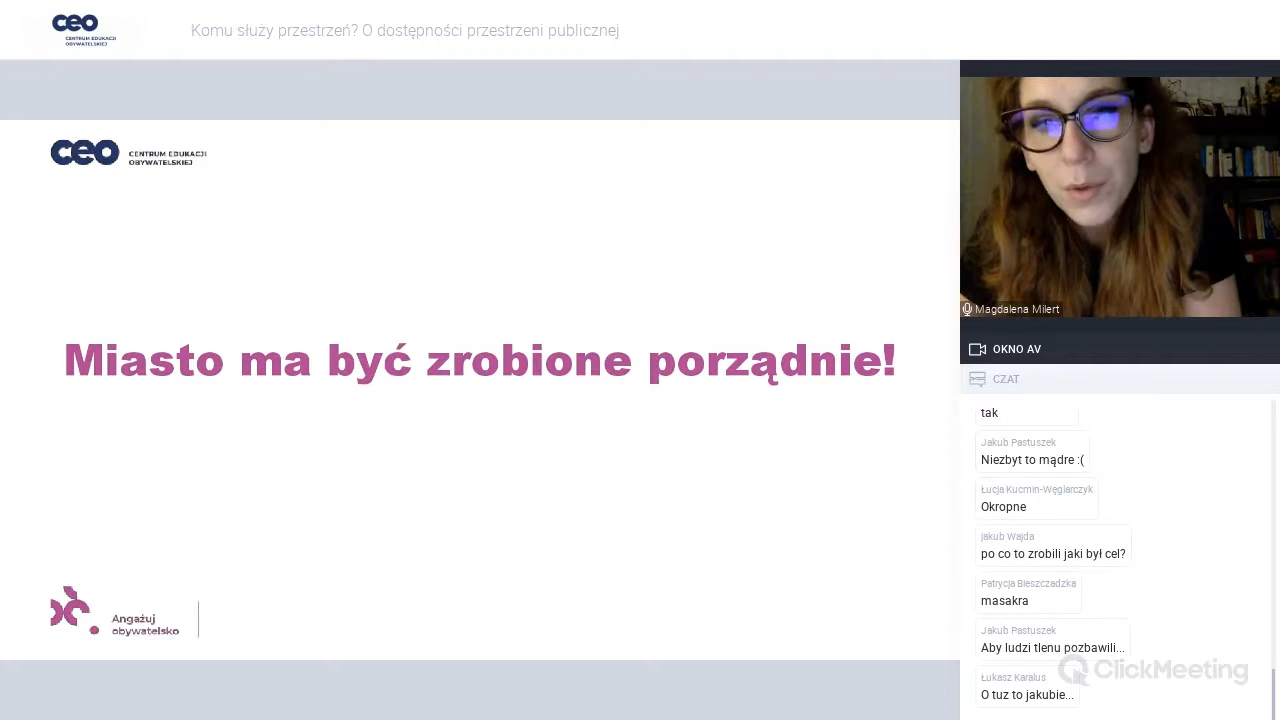 ceo
CENTRUM EDUKACJI
OBYWATELSKIEJ
Komu służy przestrzeń? O dostępności przestrzeni publicznej
ceo
CENTRUM EDUKACJI
OBYWATELSKIEJ
Miasto ma być zrobione porządnie!
Angażuj
obywatelsko
Magdalena Milert
OKNO AV
CZAT
tak
Jakub Pastuszek
Niezbyt to mądre :(
Łucja Kucmin-Węglarczyk
Okropne
jakub Wajda
po co to zrobili jaki był cel?
Patrycja Bieszczadzka
masakra
Jakub Pastuszek
Aby ludzi tlenu pozbawili...
Łukasz Karalus
O tuz to jakubie...
ClickMeeting